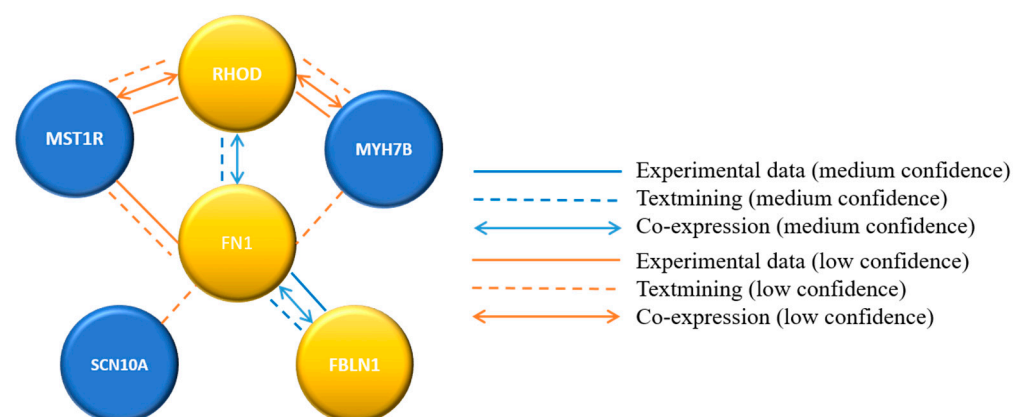 RHOD
MST1R
MYH7B
FN1
SCN10A
FBLN1
Experimental data (medium confidence)
Textmining (medium confidence)
Co-expression (medium confidence)
Experimental data (low confidence)
Textmining (low confidence)
Co-expression (low confidence)